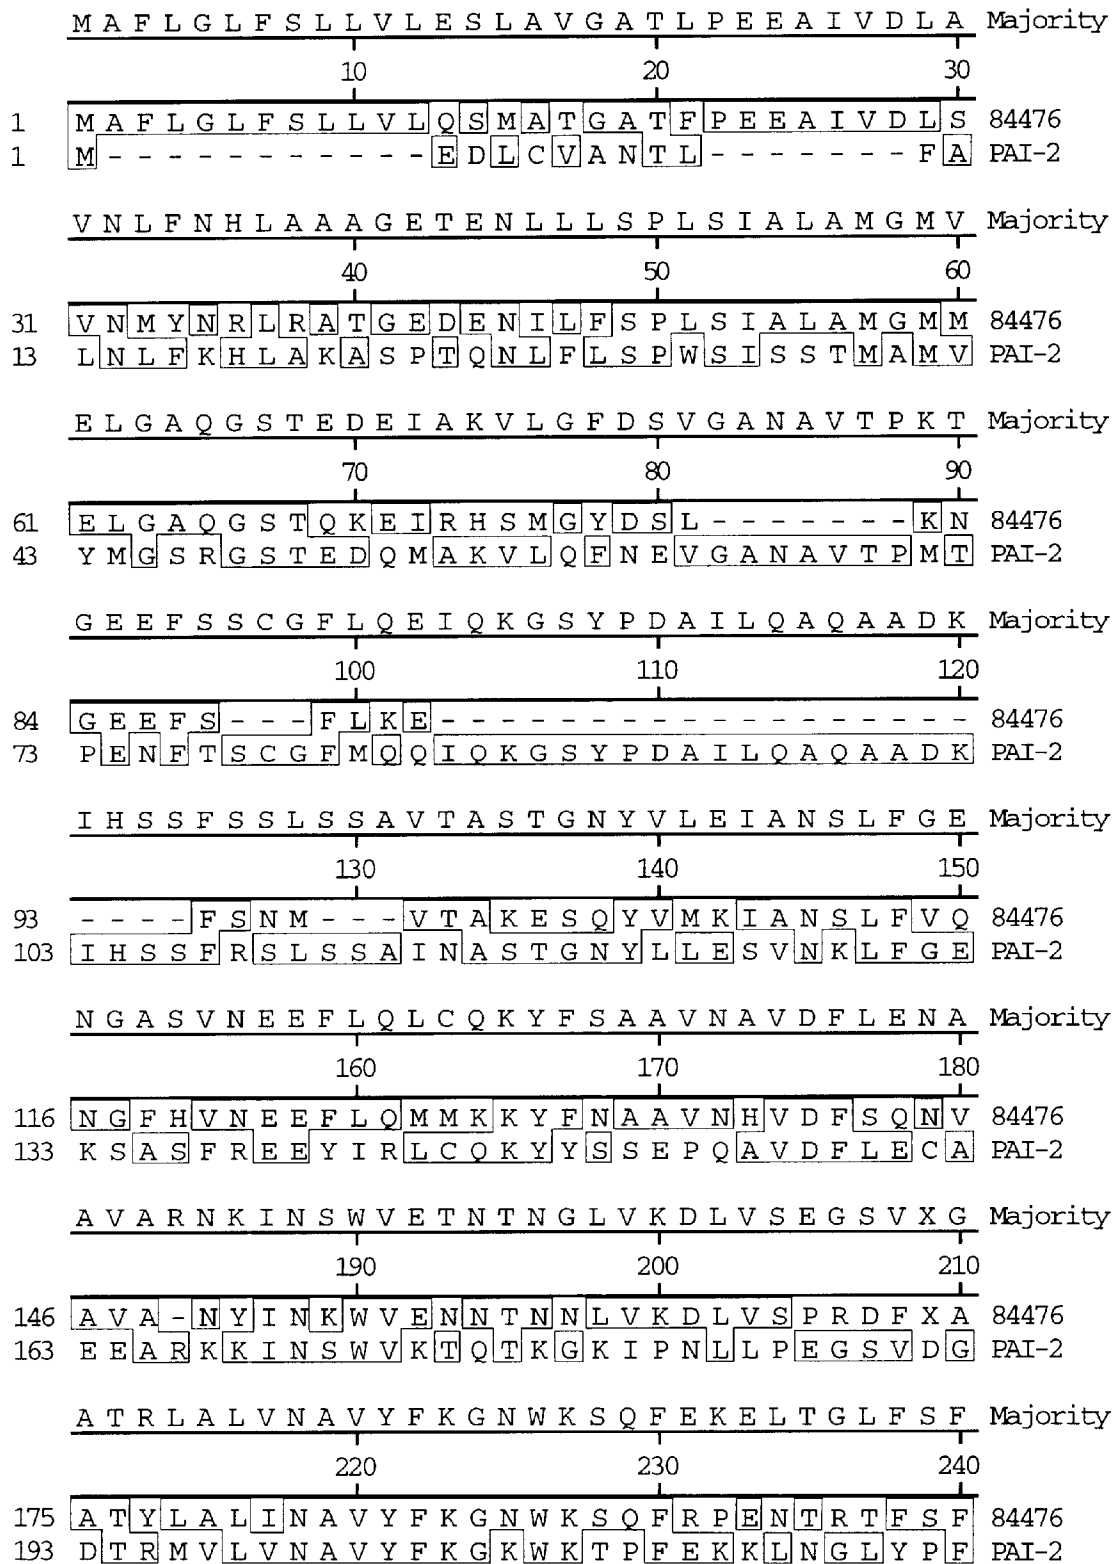 M A F L G L F S L L V L E S L A V G A T L P E E A I V D L A Majority
10 20 30
1 M A F L G L F S L L V L Q S M A T G A T F P E E A I V D L S 84476
1 M - - - - - - - - - - - E D L C V A N T L - - - - - - - F A PAI-2
V N L F N H L A A A G E T E N L L L S P L S I A L A M G M V Majority
40 50 60
31 V N M Y N R L R A T G E D E N I L F S P L S I A L A M G M M 84476
13 L N L F K H L A K A S P T Q N L F L S P W S I S S T M A M V PAI-2
E L G A Q G S T E D E I A K V L G F D S V G A N A V T P K T Majority
70 80 90
61 E L G A Q G S T Q K E I R H S M G Y D S L - - - - - - - K N 84476
43 Y M G S R G S T E D Q M A K V L Q F N E V G A N A V T P M T PAI-2
G E E F S S C G F L Q E I Q K G S Y P D A I L Q A Q A A D K Majority
100 110 120
84 G E E F S - - - F L K E - - - - - - - - - - - - - - - - - - 84476
73 P E N F T S C G F M Q Q I Q K G S Y P D A I L Q A Q A A D K PAI-2
I H S S F S S L S S A V T A S T G N Y V L E I A N S L F G E Majority
130 140 150
93 - - - - F S N M - - - V T A K E S Q Y V M K I A N S L F V Q 84476
103 I H S S F R S L S S A I N A S T G N Y L L E S V N K L F G E PAI-2
N G A S V N E E F L Q L C Q K Y F S A A V N A V D F L E N A Majority
160 170 180
116 N G F H V N E E F L Q M M K K Y F N A A V N H V D F S Q N V 84476
133 K S A S F R E E Y I R L C Q K Y Y S S E P Q A V D F L E C A PAI-2
A V A R N K I N S W V E T N T N G L V K D L V S E G S V X G Majority
190 200 210
146 A V A - N Y I N K W V E N N T N N L V K D L V S P R D F X A 84476
163 E E A R K K I N S W V K T Q T K G K I P N L L P E G S V D G PAI-2
A T R L A L V N A V Y F K G N W K S Q F E K E L T G L F S F Majority
220 230 240
175 A T Y L A L I N A V Y F K G N W K S Q F R P E N T R T F S F 84476
193 D T R M V L V N A V Y F K G K W K T P F E K K L N G L Y P F PAI-2